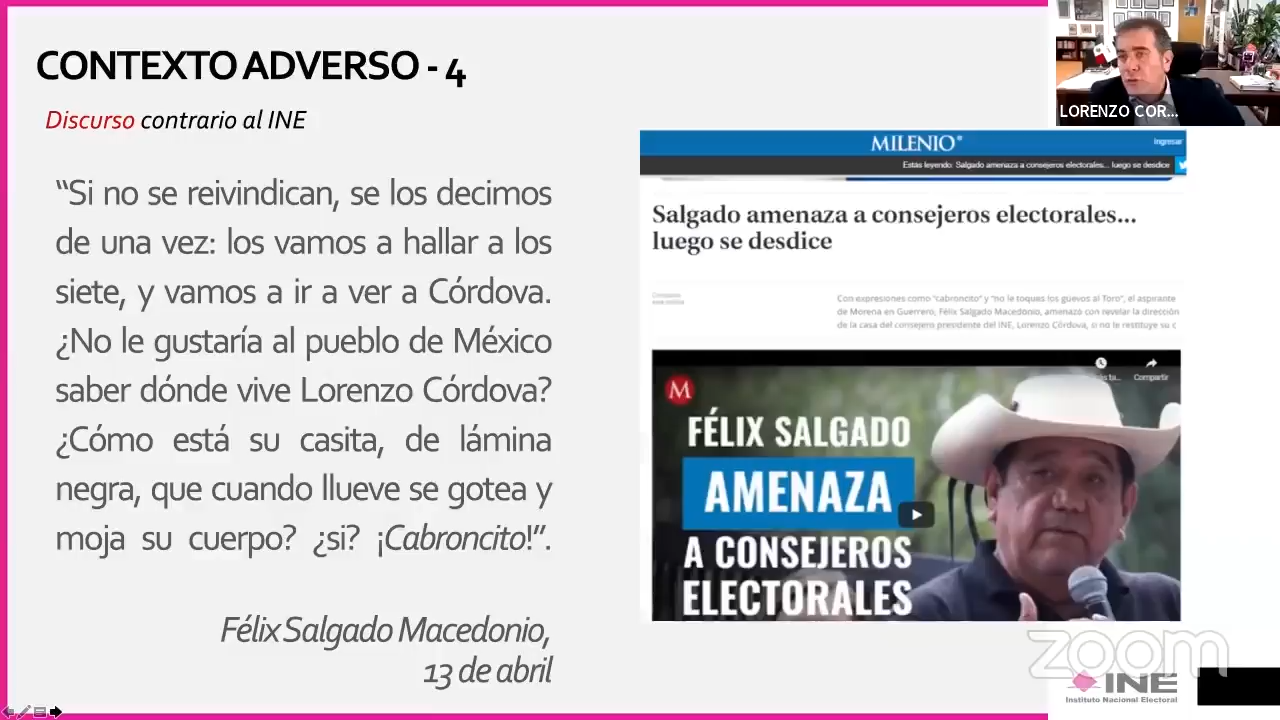 CONTEXTO ADVERSO - 4
Discurso contrario al INE
“Si no se reivindican, se los decimos
de una vez: los vamos a hallar a los
siete, y vamos a ir a ver a Córdova.
¿No le gustaría al pueblo de México
saber dónde vive Lorenzo Córdova?
¿Cómo está su casita, de lámina
negra, que cuando llueve se gotea y
moja su cuerpo? ¿si? ¡Cabroncito!”.
Félix Salgado Macedonio,
13 de abril
LORENZO COR...
MILENIO
Ingresar
Estás leyendo: Salgado amenaza a consejeros electorales... luego se desdice
Salgado amenaza a consejeros electorales...
luego se desdice
Con expresiones como "cabroncito" y "no le toques los güevos al Toro", el aspirante
de Morena en Guerrero, Félix Salgado Macedonio, amenazó con revelar la dirección
de la casa del consejero presidente del INE, Lorenzo Córdova, si no le restituye su c
M
Compartir
FÉLIX SALGADO
AMENAZA
A CONSEJEROS
ELECTORALES
zoom
INE
Instituto Nacional Electoral